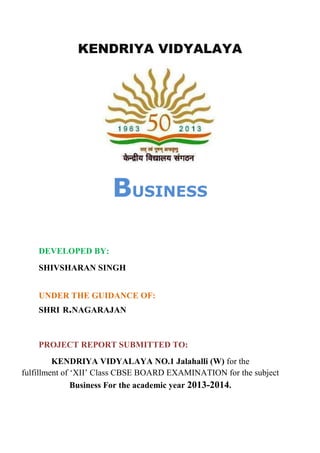 KENDRIYA VIDYALAYA
1963 50 2013
तत् त्वं पूषन् अपावृणु
केन्द्रीय विद्यालय संगठन
BUSINESS
DEVELOPED BY:
SHIVSHARAN SINGH
UNDER THE GUIDANCE OF:
SHRI R.NAGARAJAN
PROJECT REPORT SUBMITTED TO:
KENDRIYA VIDYALAYA NO.1 Jalahalli (W) for the
fulfillment of ‘XII’ Class CBSE BOARD EXAMINATION for the subject
Business For the academic year 2013-2014.